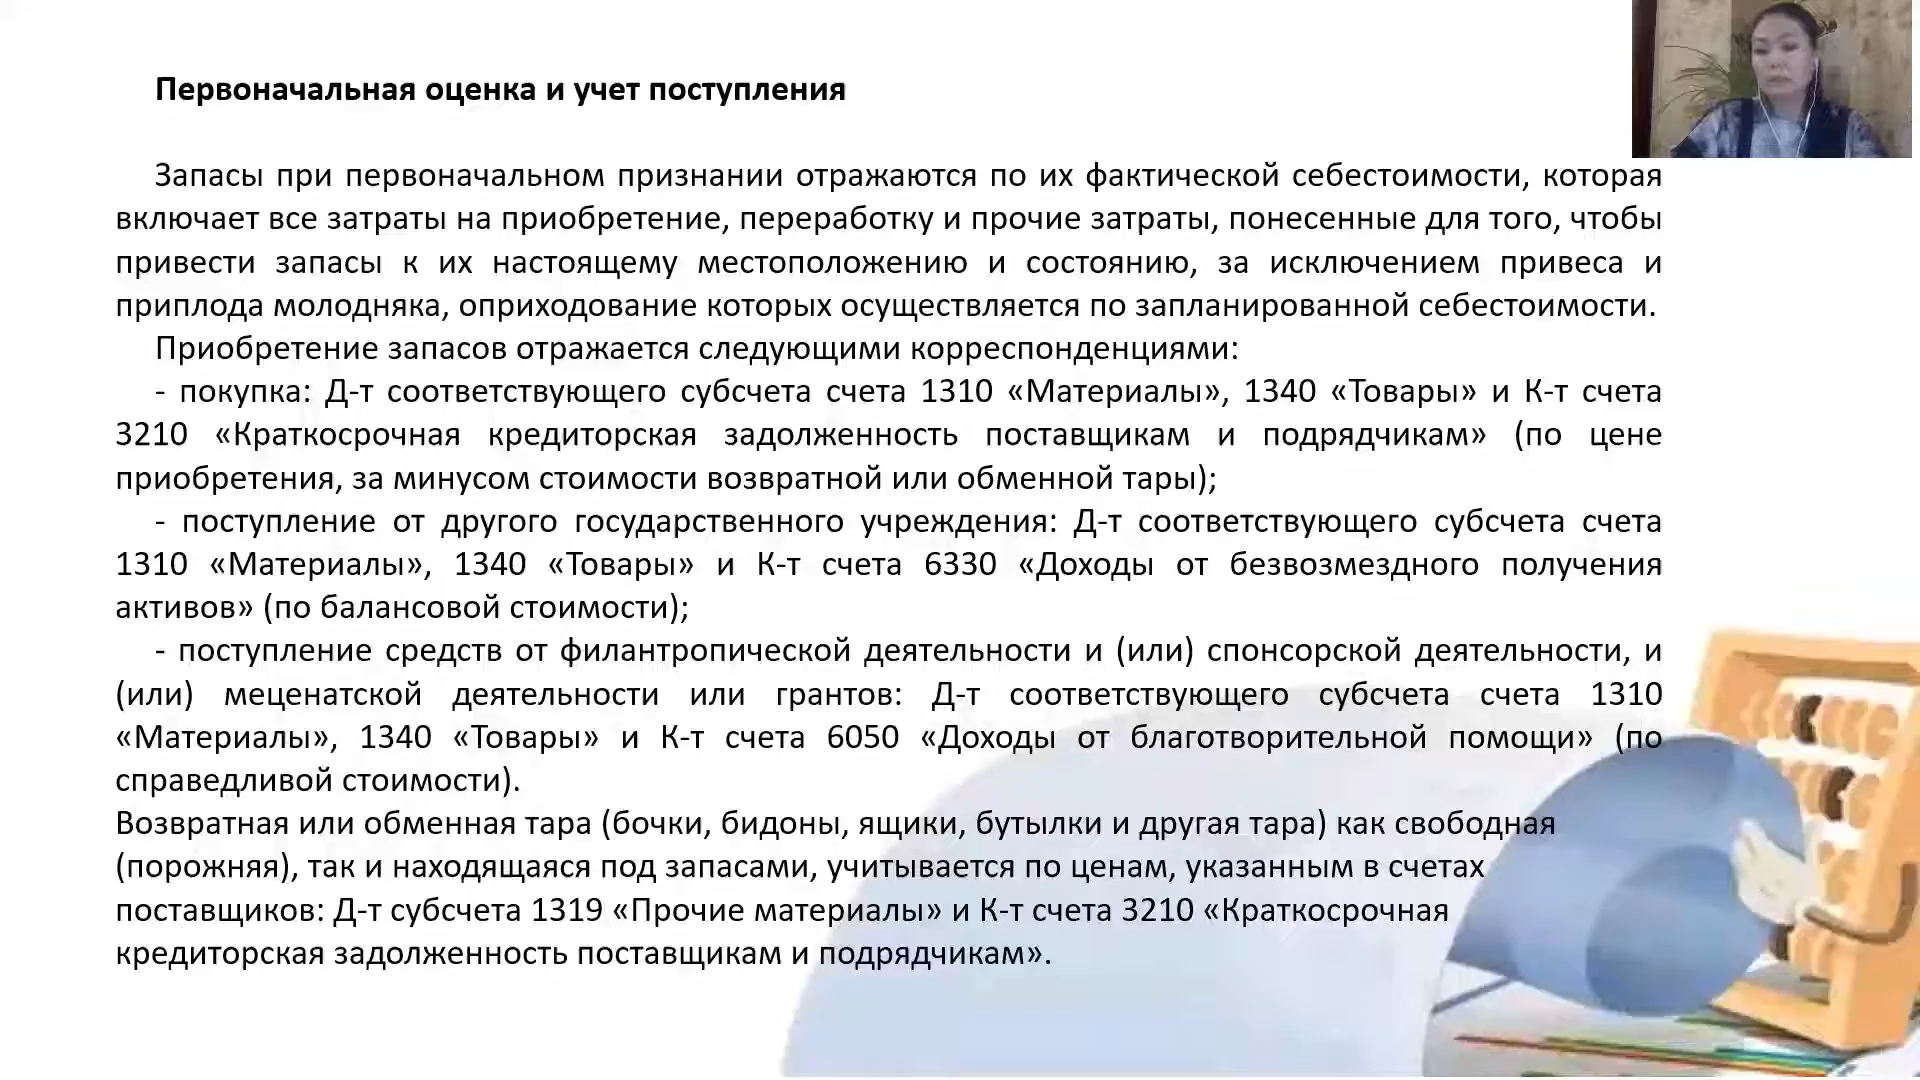 Первоначальная оценка и учет поступления
Запасы при первоначальном признании отражаются по их фактической себестоимости, которая
включает все затраты на приобретение, переработку и прочие затраты, понесенные для того, чтобы
привести запасы к их настоящему местоположению и состоянию, за исключением привеса и
приплода молодняка, оприходование которых осуществляется по запланированной себестоимости.
Приобретение запасов отражается следующими корреспонденциями:
- покупка: Д-т соответствующего субсчета счета 1310 «Материалы», 1340 «Товары» и К-т счета
3210 «Краткосрочная кредиторская задолженность поставщикам и подрядчикам» (по цене
приобретения, за минусом стоимости возвратной или обменной тары);
- поступление от другого государственного учреждения: Д-т соответствующего субсчета счета
1310 «Материалы», 1340 «Товары» и К-т счета 6330 «Доходы от безвозмездного получения
активов» (по балансовой стоимости);
- поступление средств от филантропической деятельности и (или) спонсорской деятельности, и
(или) меценатской деятельности или грантов: Д-т соответствующего субсчета счета 1310
«Материалы», 1340 «Товары» и К-т счета 6050 «Доходы от благотворительной помощи» (по
справедливой стоимости).
Возвратная или обменная тара (бочки, бидоны, ящики, бутылки и другая тара) как свободная
(порожняя), так и находящаяся под запасами, учитывается по ценам, указанным в счетах
поставщиков: Д-т субсчета 1319 «Прочие материалы» и К-т счета 3210 «Краткосрочная
кредиторская задолженность поставщикам и подрядчикам».